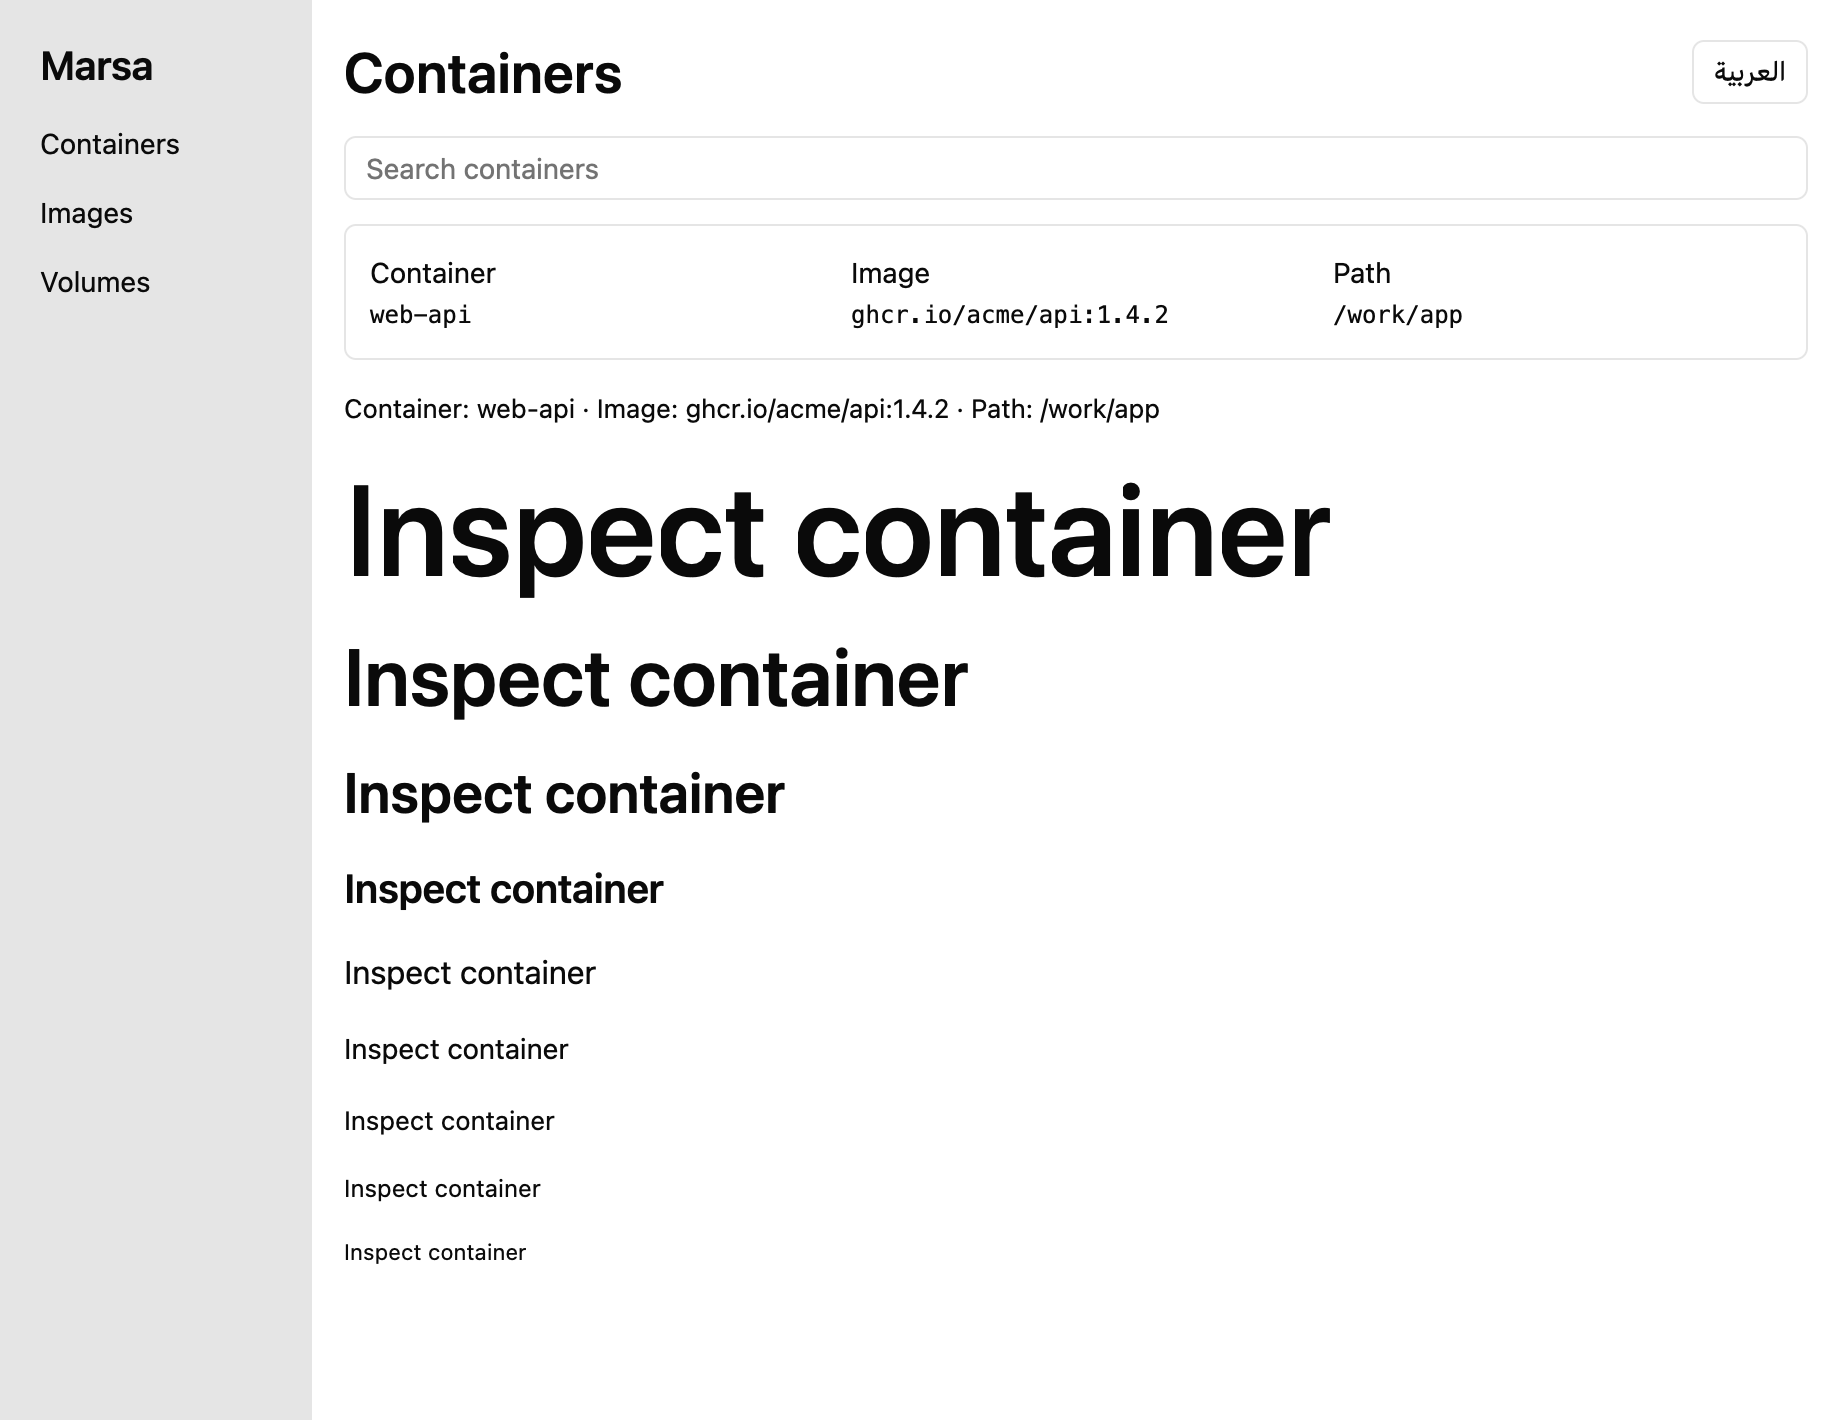 Marsa
Containers
Images
Volumes
Containers
العربية
Search containers
Container
web-api
Image
ghcr.io/acme/api:1.4.2
Path
/work/app
Container: web-api · Image: ghcr.io/acme/api:1.4.2 · Path: /work/app
Inspect container
Inspect container
Inspect container
Inspect container
Inspect container
Inspect container
Inspect container
Inspect container
Inspect container